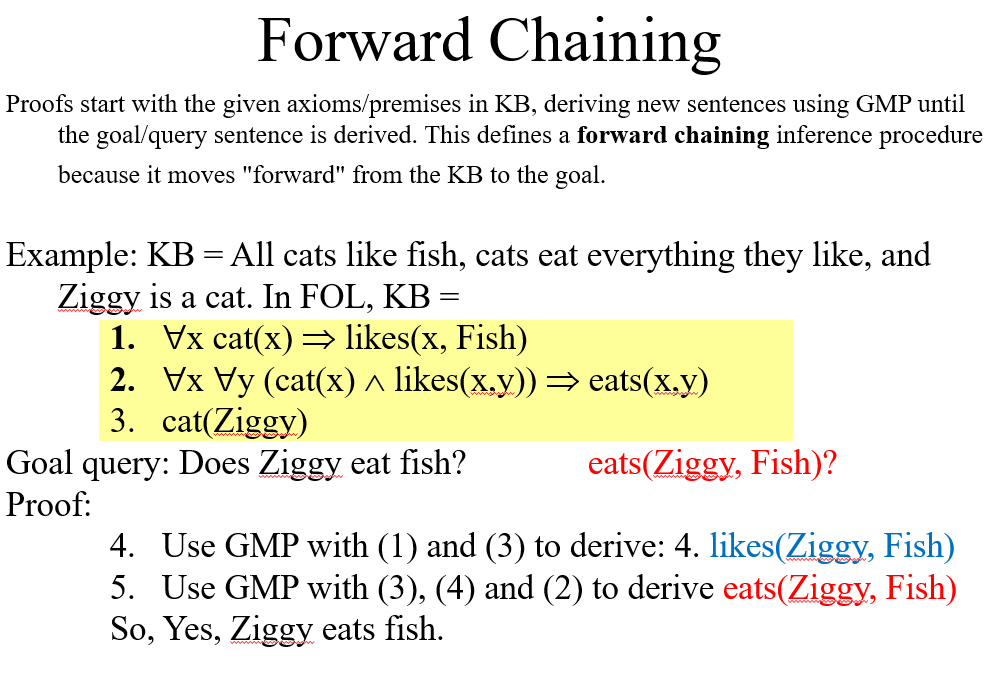 Forward Chaining
Proofs start with the given axioms/premises in KB, deriving new sentences using GMP until
the goal/query sentence is derived. This defines a forward chaining inference procedure
because it moves "forward" from the KB to the goal.
Example: KB = All cats like fish, cats eat everything they like, and
Ziggy is a cat. In FOL, KB =
1. ∀x cat(x) ⇒ likes(x, Fish)
2. ∀x ∀y (cat(x) ∧ likes(x,y)) ⇒ eats(x,y)
3. cat(Ziggy)
Goal query: Does Ziggy eat fish? eats(Ziggy, Fish)?
Proof:
4. Use GMP with (1) and (3) to derive: 4. likes(Ziggy, Fish)
5. Use GMP with (3), (4) and (2) to derive eats(Ziggy, Fish)
So, Yes, Ziggy eats fish.